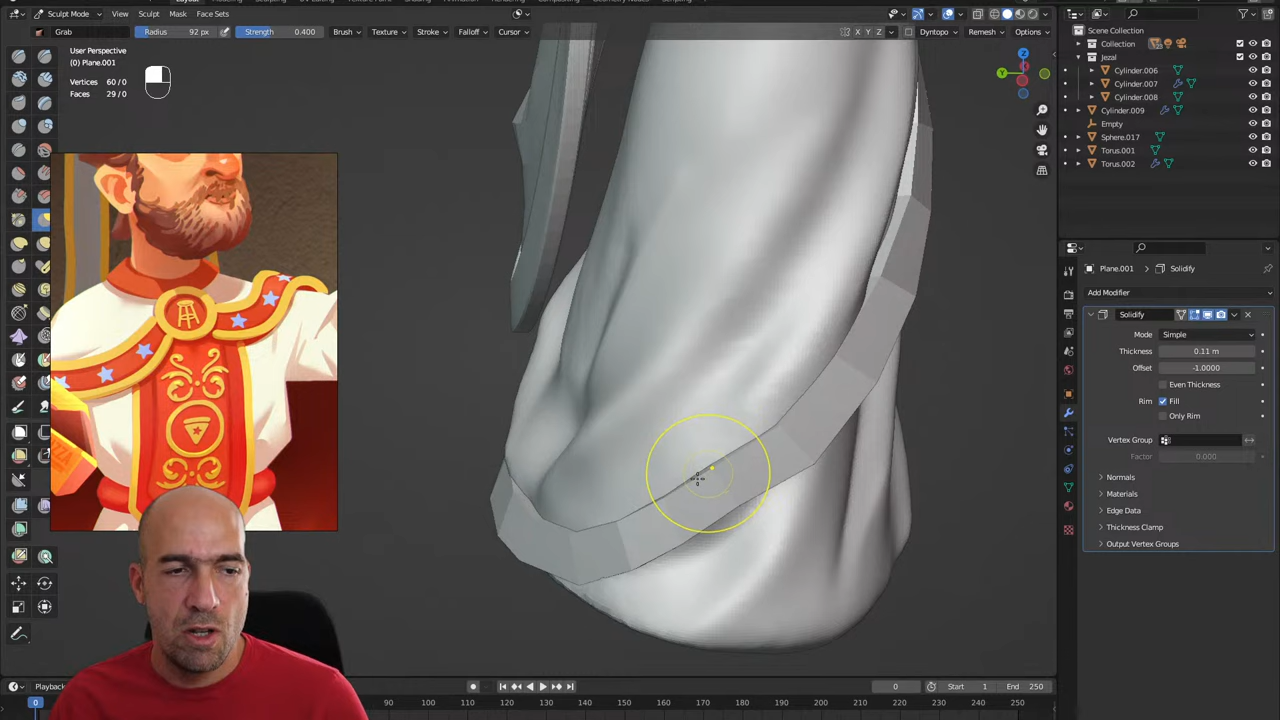 Sculpt Mode View Sculpt Mask Face Sets
Grab Radius 92 px Strength 0.400 Brush Texture Stroke Falloff Cursor X Y Z Dyntopo Remesh Options
User Perspective
(0) Plane.001
Vertices 60/0
Faces 29/0
Z
Y
Scene Collection
Collection
Jezal
Cylinder.006
Cylinder.007
Cylinder.008
Cylinder.009
Empty
Sphere.017
Torus.001
Torus.002
Plane.001 > Solidify
Add Modifier
Solidify
Mode Simple
Thickness 0.11 m
Offset -1.0000
Even Thickness
Rim Fill
Only Rim
Vertex Group
Factor 0.000
Normals
Materials
Edge Data
Thickness Clamp
Output Vertex Groups
Playback 0 Start 1 End 250
0 110 120 130 140 150 160 170 180 190 200 210 220 230 240 250